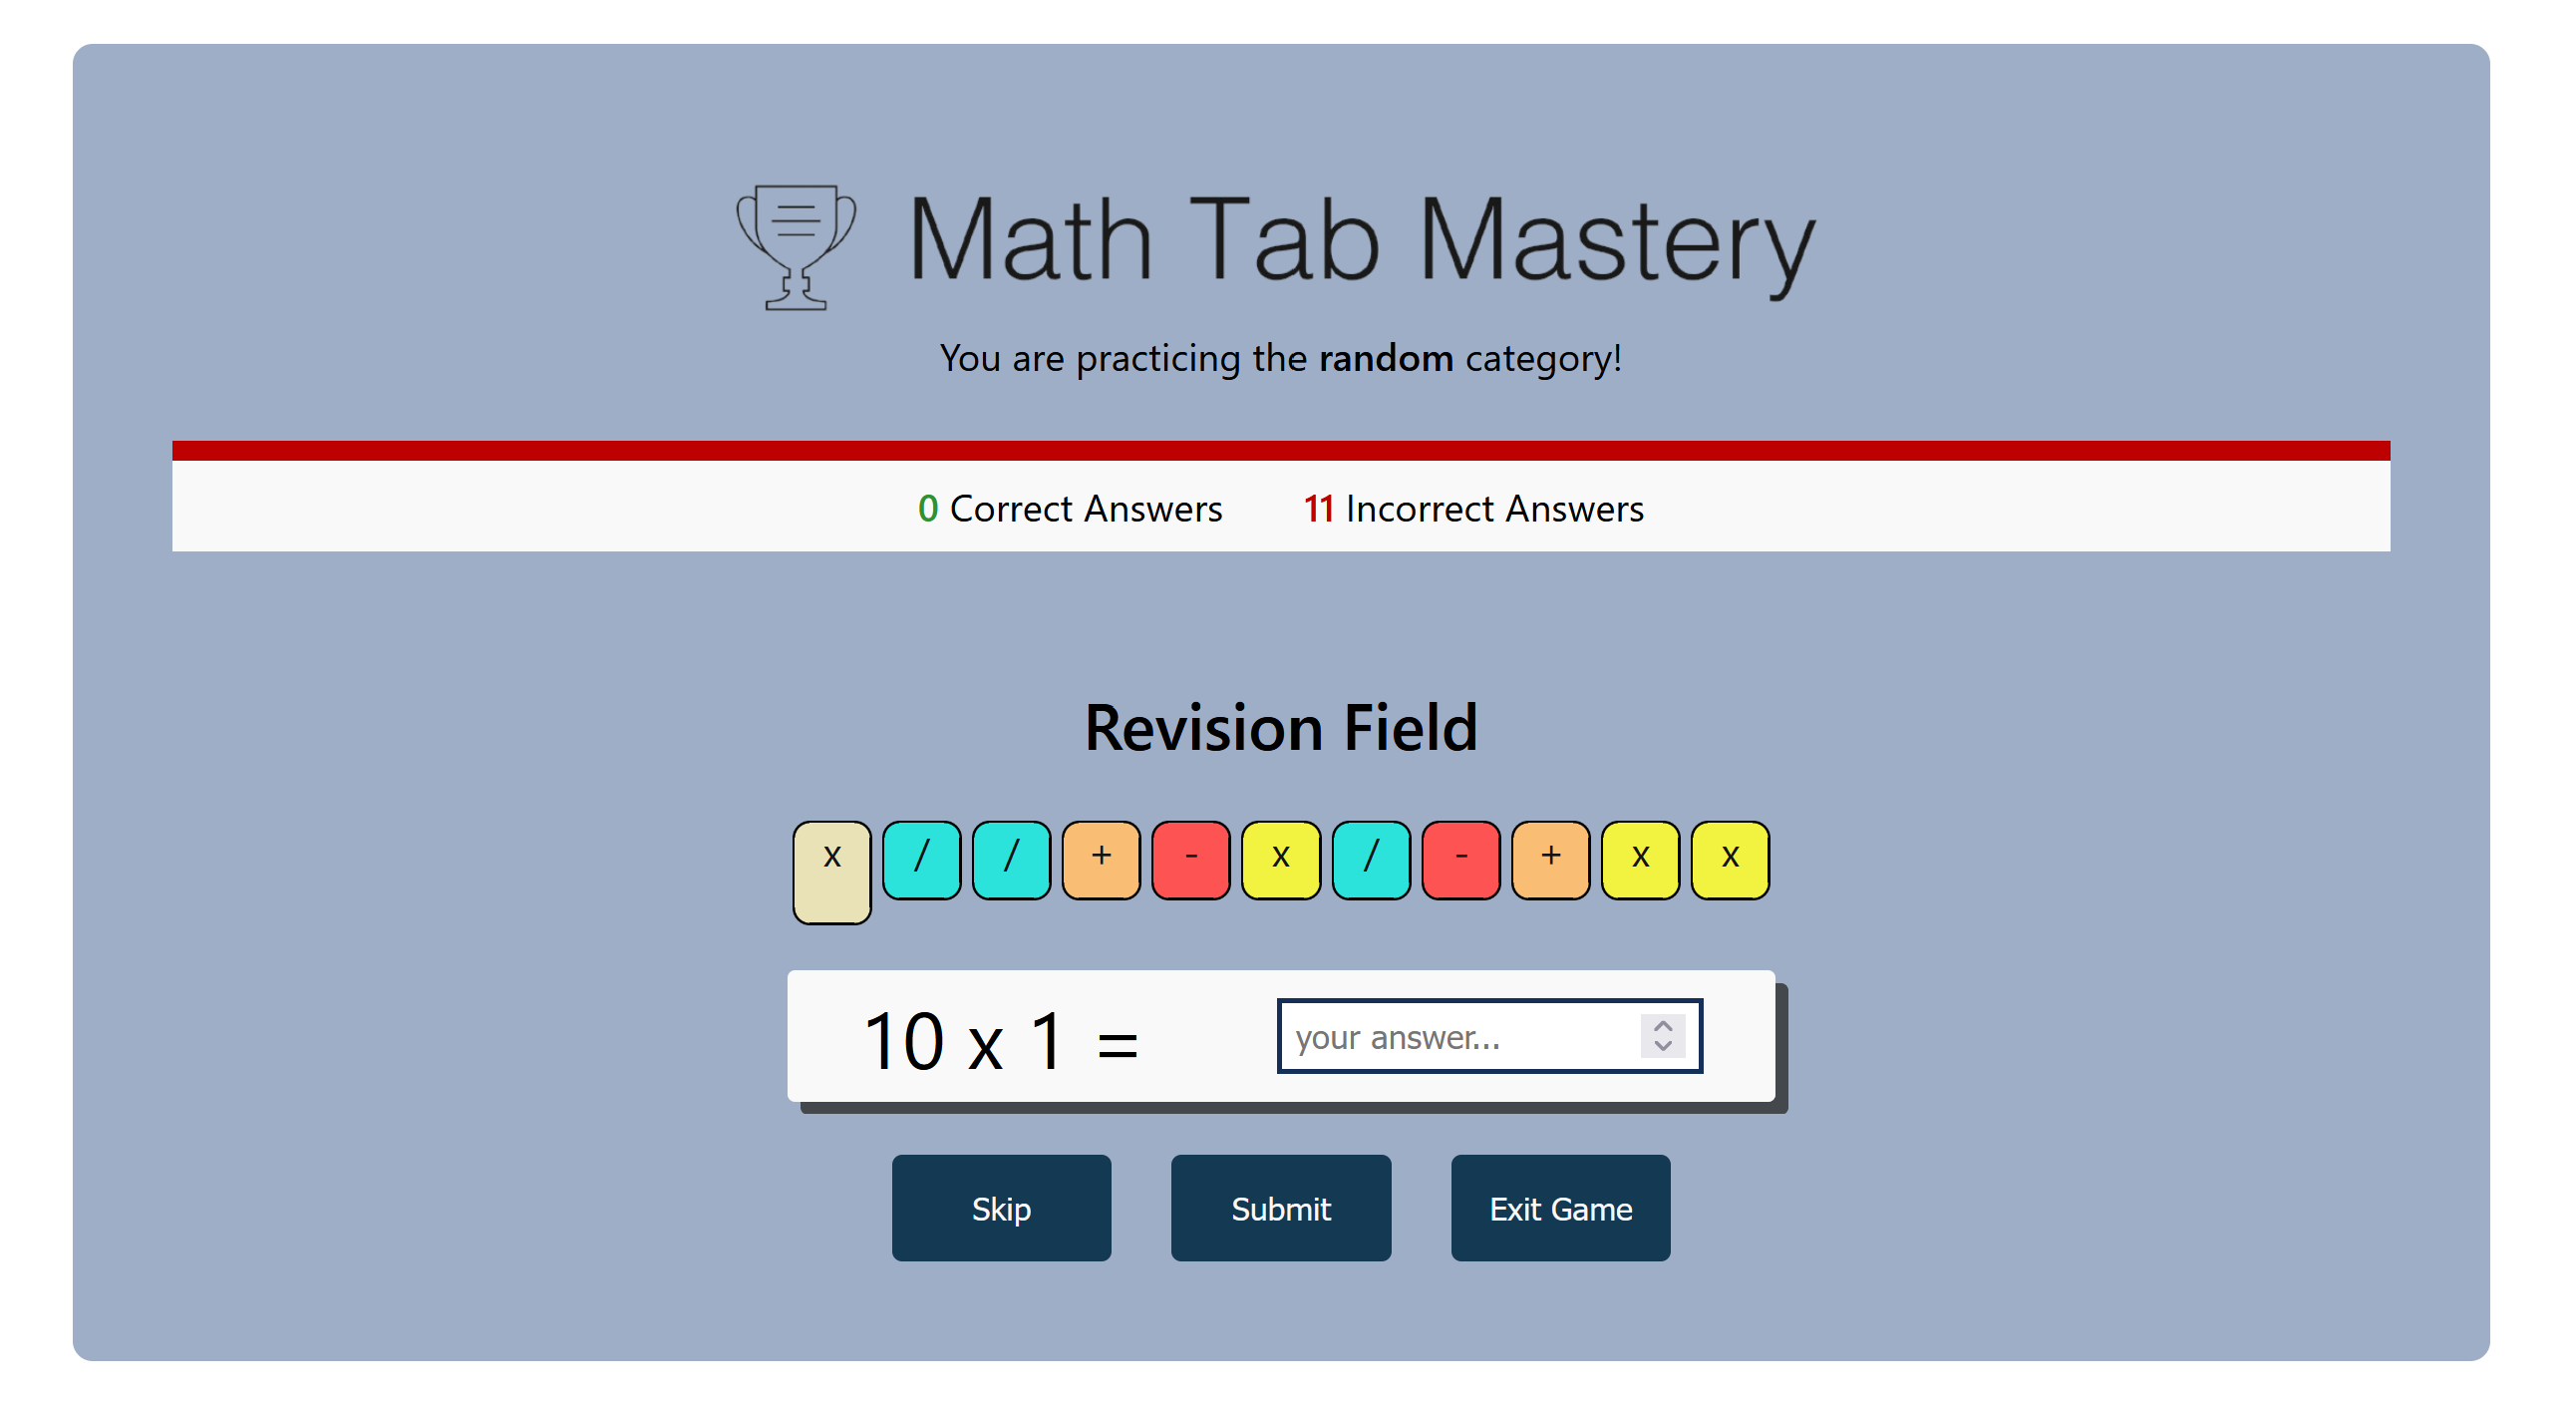 Math Tab Mastery
You are practicing the random category!
0 Correct Answers 11 Incorrect Answers
Revision Field
x / / + - x / - + x x
10 x 1 = your answer...
Skip Submit Exit Game